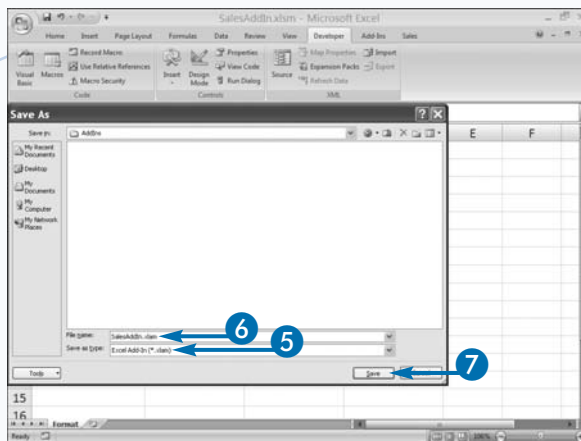 SalesAddIn.xlsm - Microsoft Excel
Home Insert Page Layout Formulas Data Review View Developer Add-Ins Sales
Visual Basic
Macros
Record Macro
Use Relative References
Macro Security
Code
Insert
Design Mode
Properties
View Code
Run Dialog
Controls
Source
Map Properties
Expansion Packs
Refresh Data
Import
Export
XML
Save As
Save in: AddIns
My Recent Documents
Desktop
My Documents
My Computer
My Network Places
E F
File name: SalesAddIn.xlam 6
Save as type: Excel Add-In (*.xlam) 5
Tools Save 7
15
16
Format
Ready 100%